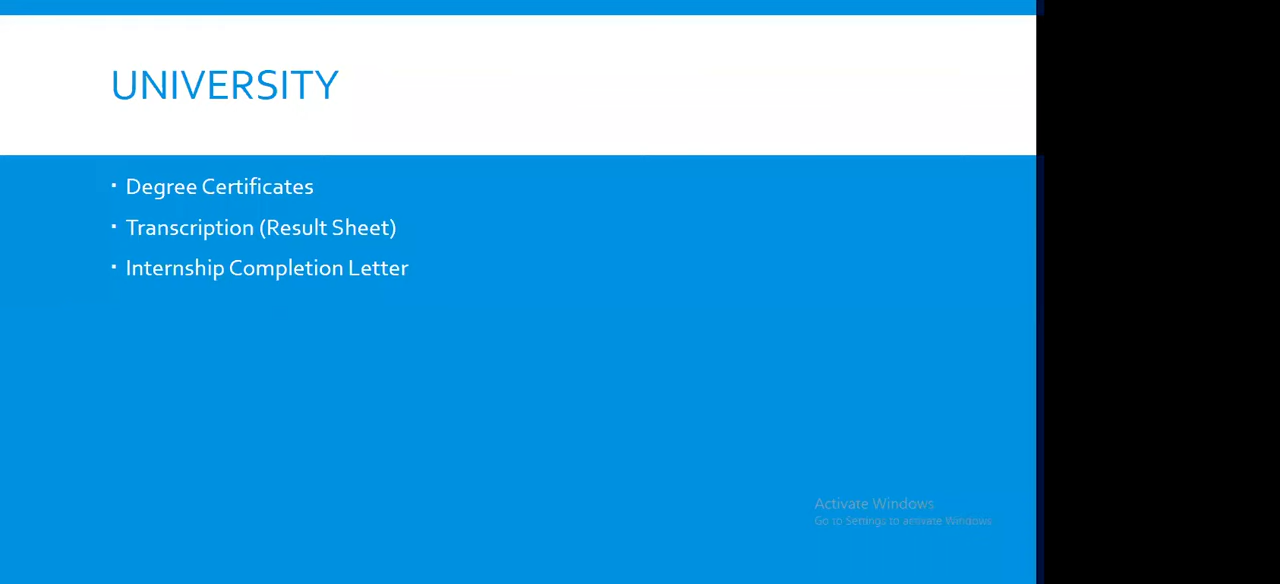 UNIVERSITY
▪ Degree Certificates
▪ Transcription (Result Sheet)
▪ Internship Completion Letter
Activate Windows
Go to Settings to activate Windows